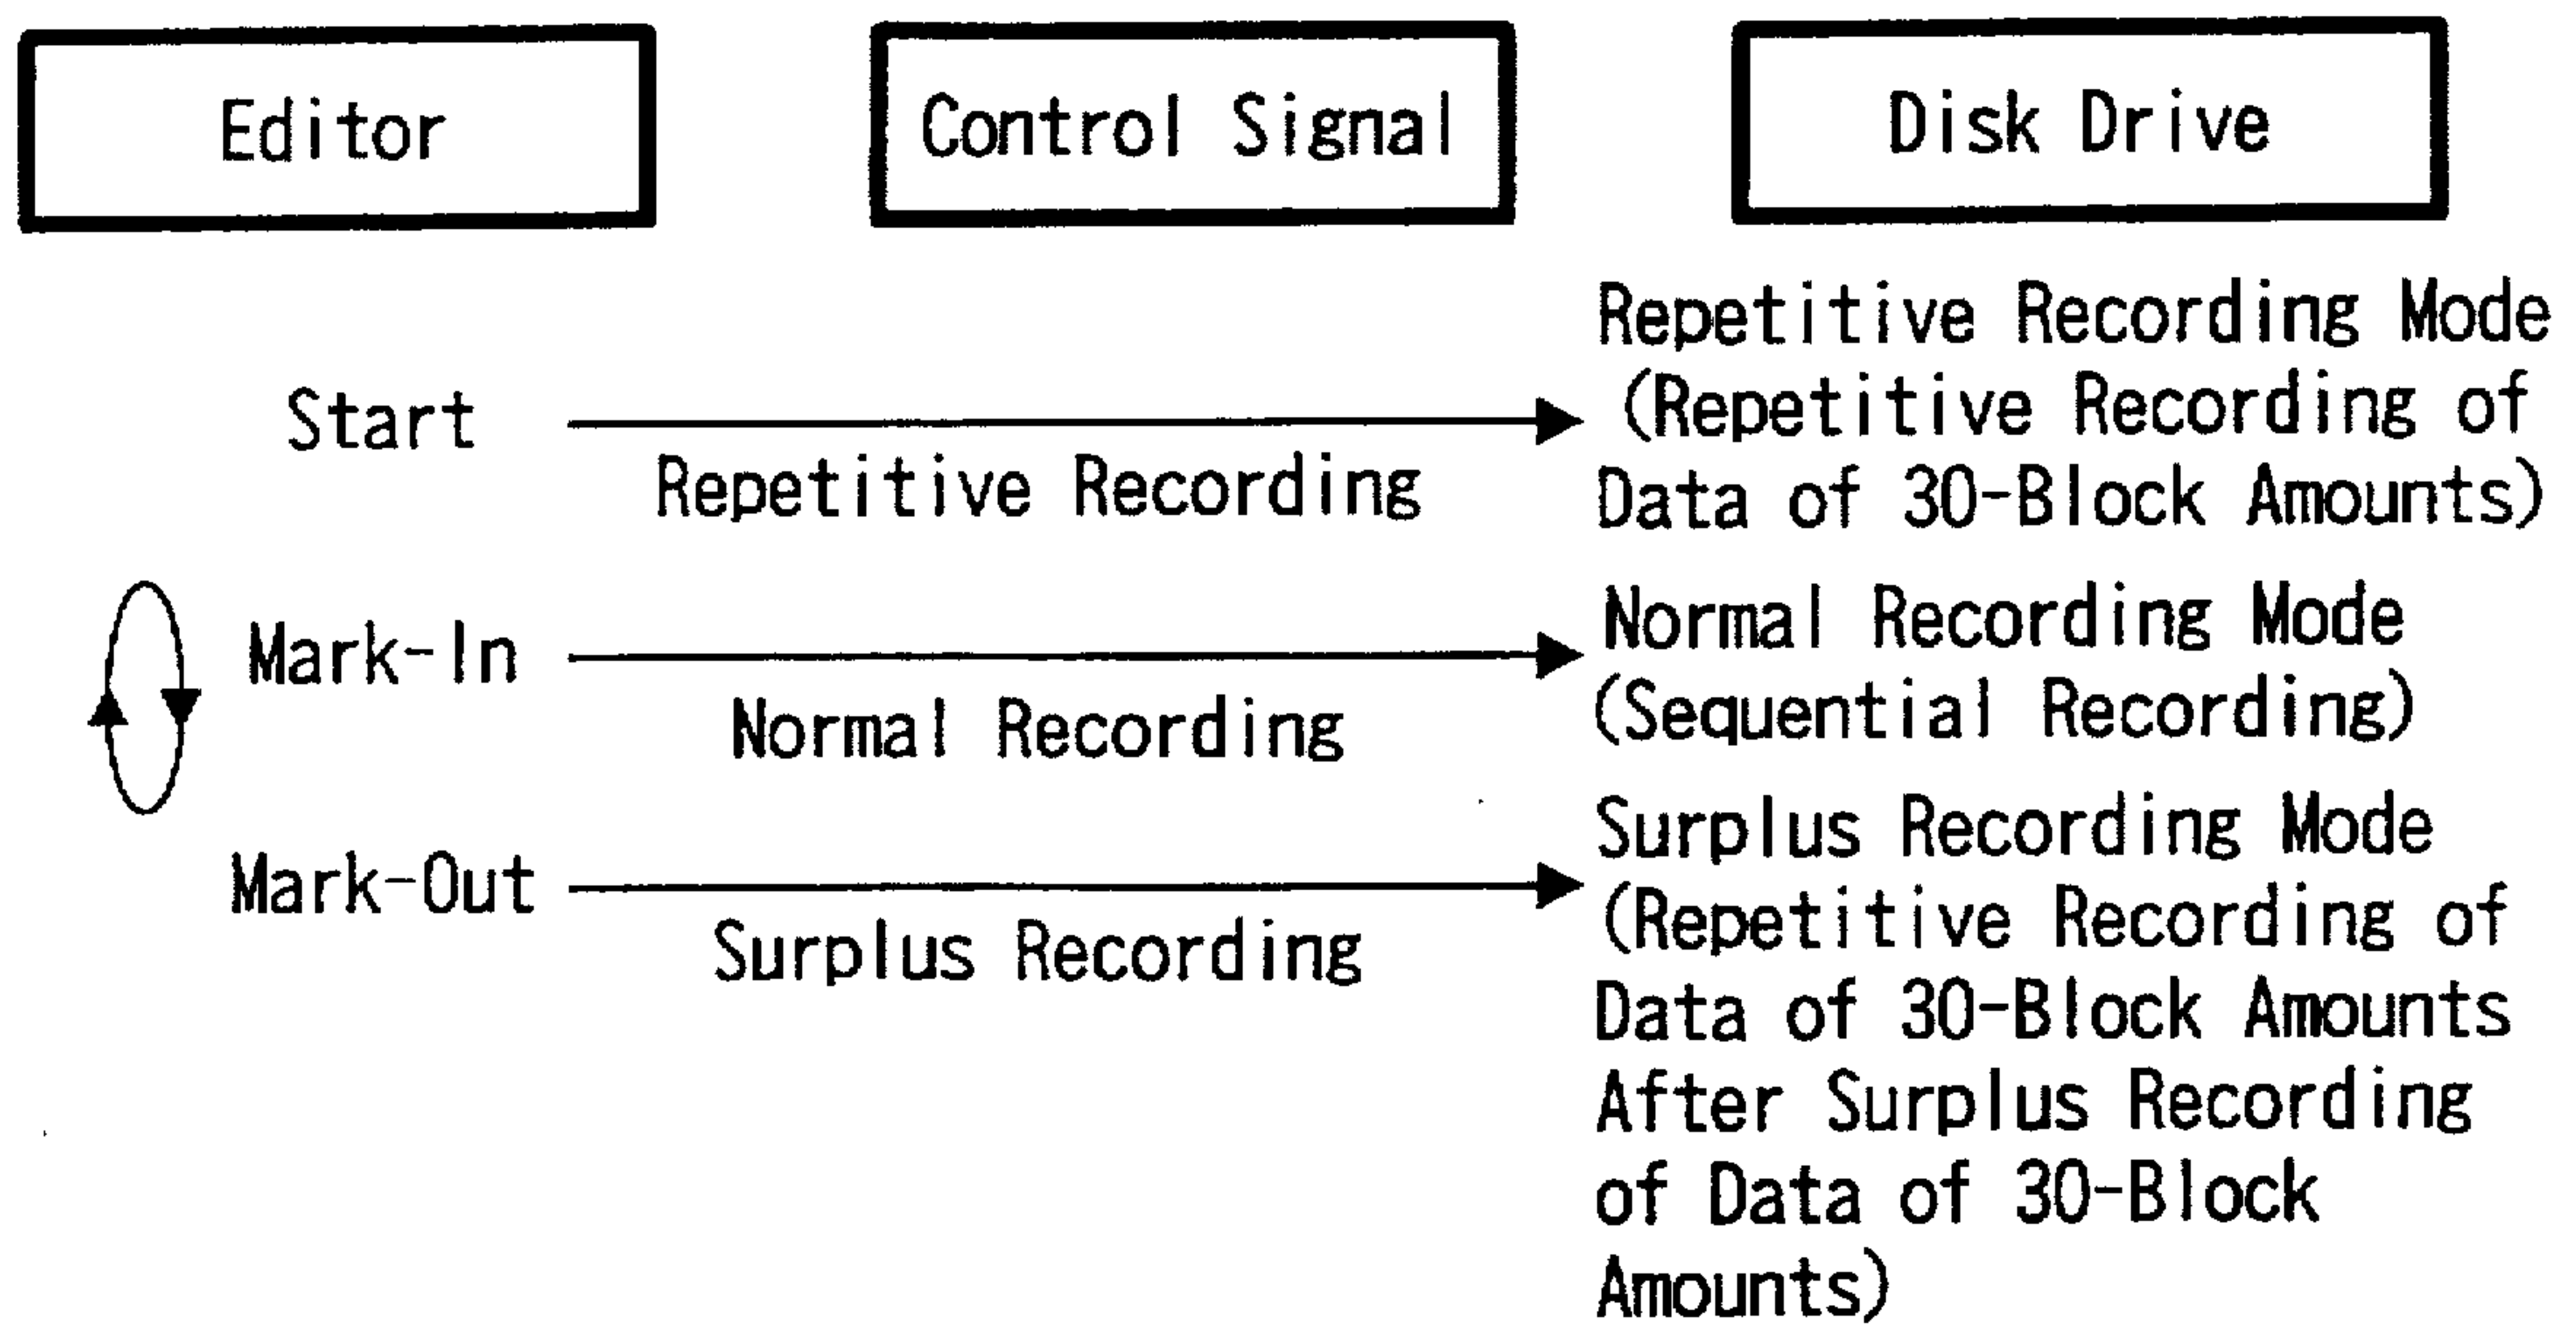 Editor
Control Signal
Disk Drive
Start
Repetitive Recording
Repetitive Recording Mode
(Repetitive Recording of
Data of 30-Block Amounts)
Mark-In
Normal Recording
Normal Recording Mode
(Sequential Recording)
Mark-Out
Surplus Recording
Surplus Recording Mode
(Repetitive Recording of
Data of 30-Block Amounts
After Surplus Recording
of Data of 30-Block
Amounts)